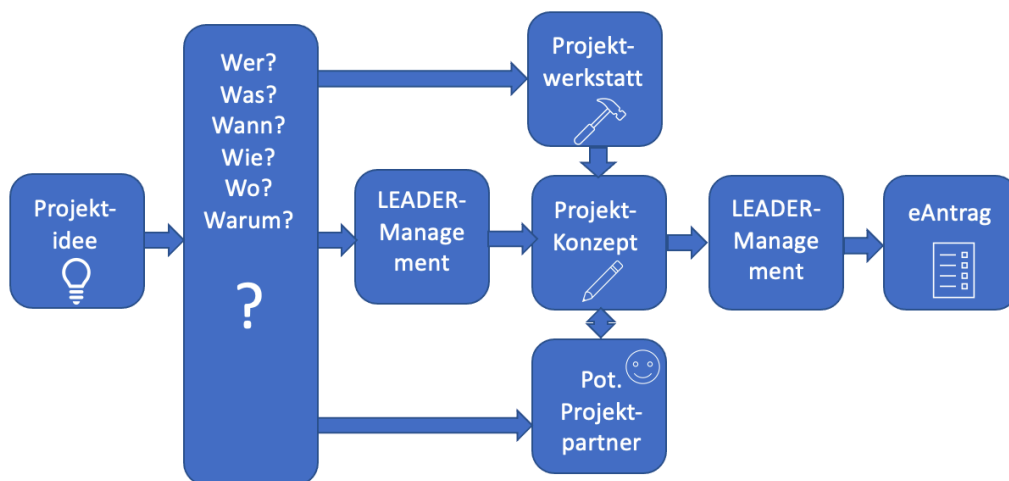 Projekt-
idee
Wer?
Was?
Wann?
Wie?
Wo?
Warum?
?
Projekt-
werkstatt
LEADER-
Manage
ment
Projekt-
Konzept
Pot.
Projekt-
partner
LEADER-
Manage
ment
eAntrag